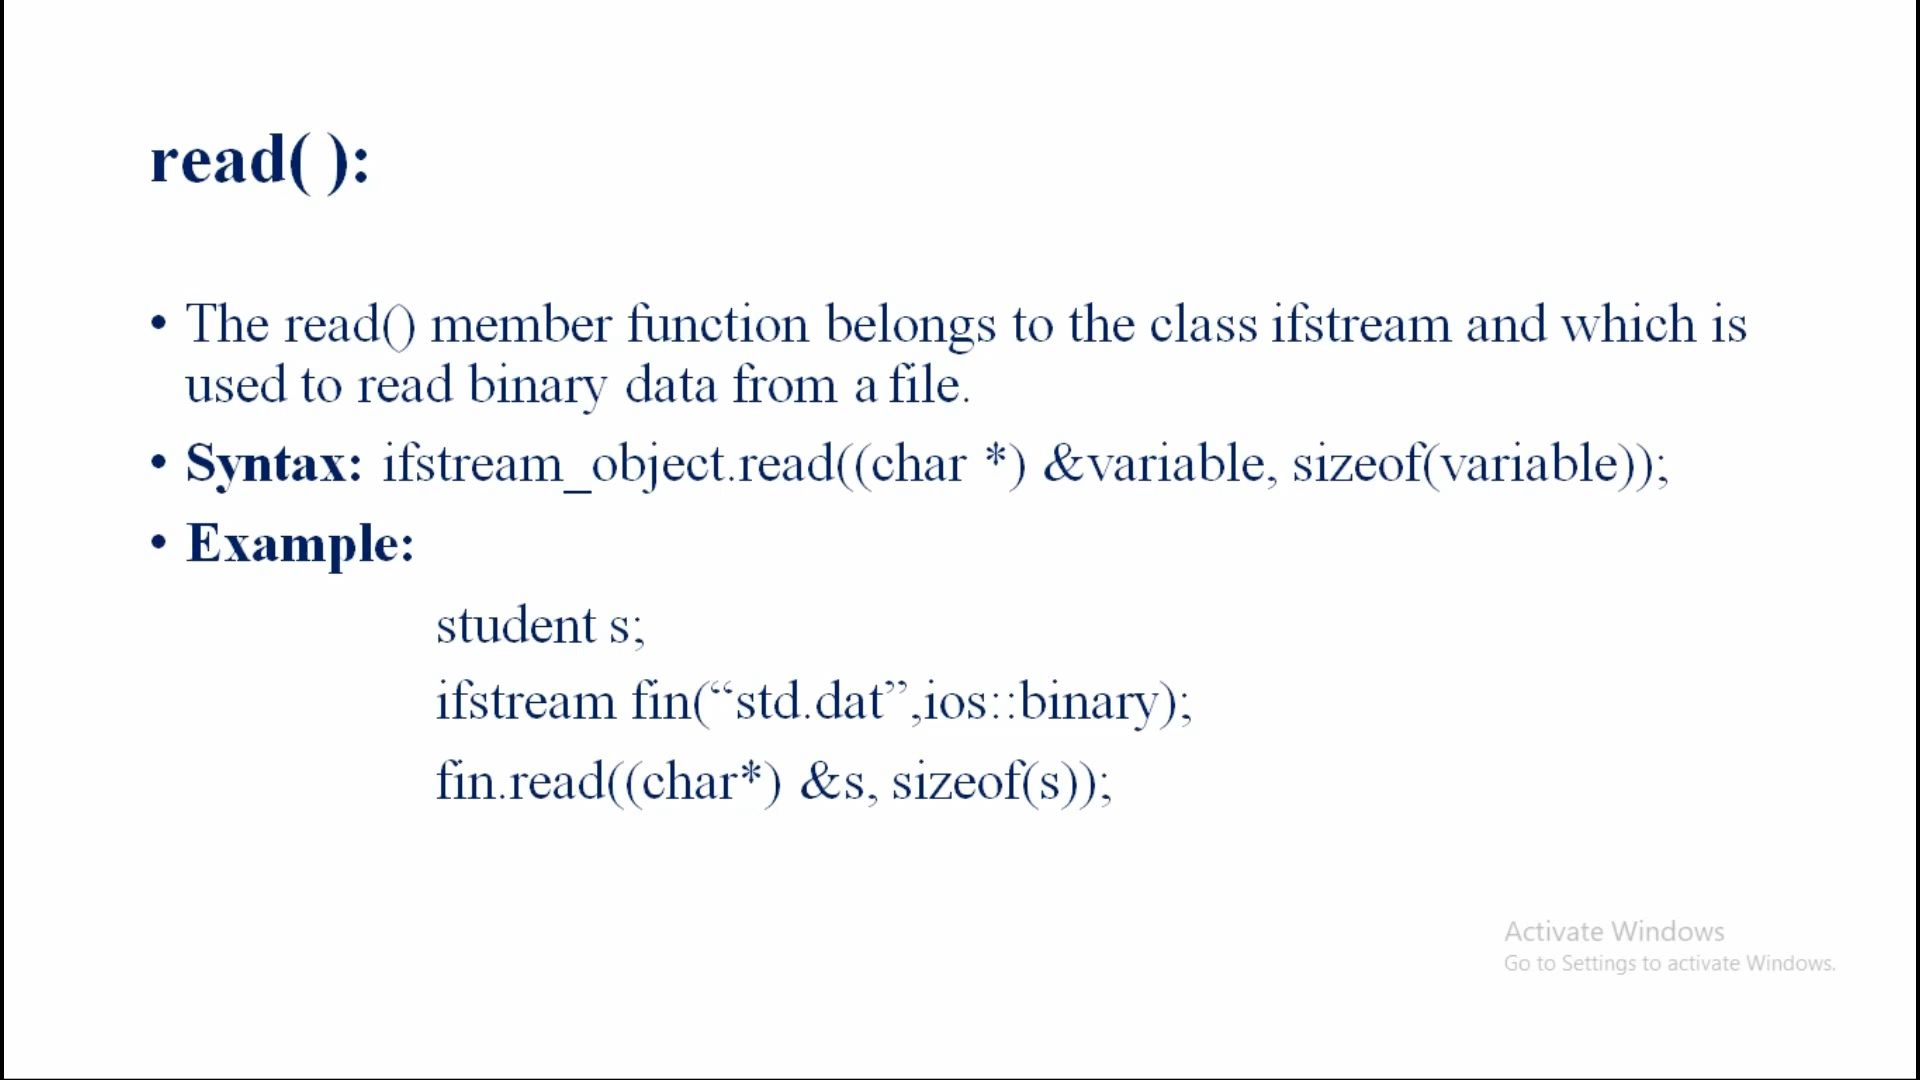 read( ):
• The read() member function belongs to the class ifstream and which is
used to read binary data from a file.
• Syntax: ifstream_object.read((char *) &variable, sizeof(variable));
• Example:
student s;
ifstream fin(“std.dat”,ios::binary);
fin.read((char*) &s, sizeof(s));
Activate Windows
Go to Settings to activate Windows.